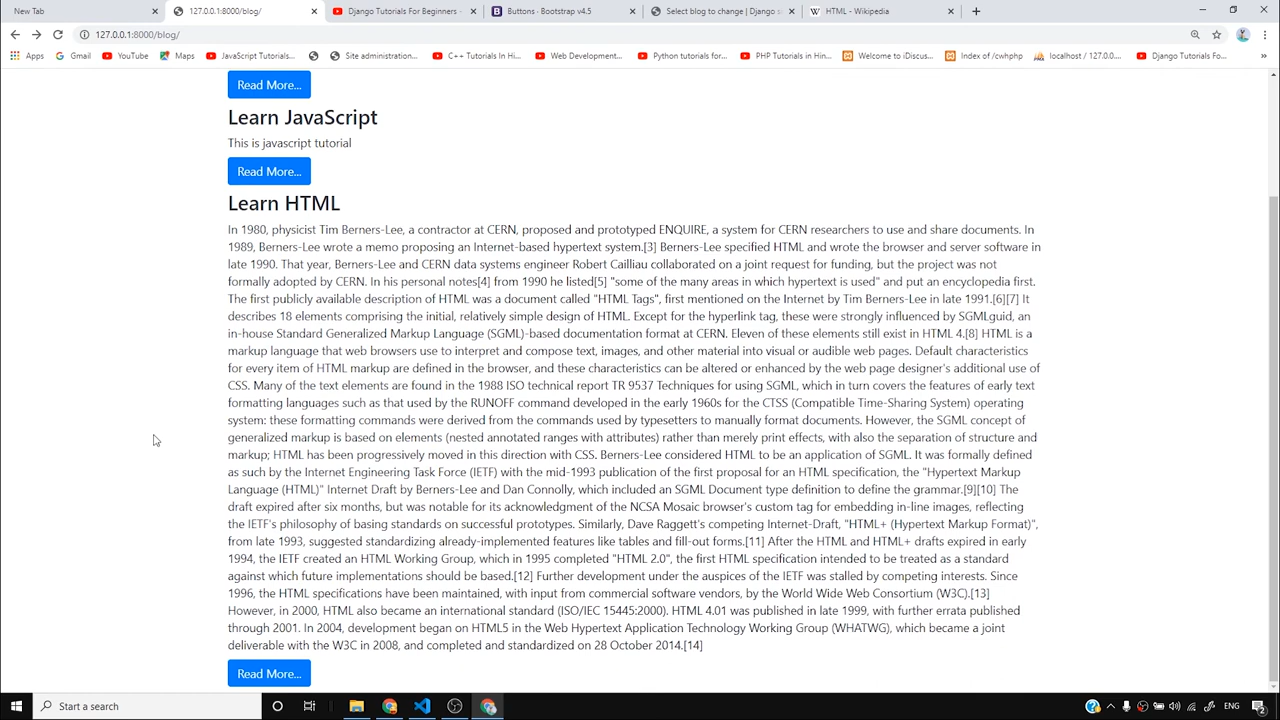 New Tab
127.0.0.1:8000/blog/
Django Tutorials For Beginners -
Buttons · Bootstrap v4.5
Select blog to change | Django s
HTML - Wikipedia
127.0.0.1:8000/blog/
Apps
Gmail
YouTube
Maps
JavaScript Tutorials...
Site administration...
C++ Tutorials In Hi...
Web Development...
Python tutorials for...
PHP Tutorials in Hin...
Welcome to iDiscus...
Index of /cwhphp
localhost / 127.0.0....
Django Tutorials Fo...
Read More...
Learn JavaScript
This is javascript tutorial
Read More...
Learn HTML
In 1980, physicist Tim Berners-Lee, a contractor at CERN, proposed and prototyped ENQUIRE, a system for CERN researchers to use and share documents. In
1989, Berners-Lee wrote a memo proposing an Internet-based hypertext system.[3] Berners-Lee specified HTML and wrote the browser and server software in
late 1990. That year, Berners-Lee and CERN data systems engineer Robert Cailliau collaborated on a joint request for funding, but the project was not
formally adopted by CERN. In his personal notes[4] from 1990 he listed[5] "some of the many areas in which hypertext is used" and put an encyclopedia first.
The first publicly available description of HTML was a document called "HTML Tags", first mentioned on the Internet by Tim Berners-Lee in late 1991.[6][7] It
describes 18 elements comprising the initial, relatively simple design of HTML. Except for the hyperlink tag, these were strongly influenced by SGMLguid, an
in-house Standard Generalized Markup Language (SGML)-based documentation format at CERN. Eleven of these elements still exist in HTML 4.[8] HTML is a
markup language that web browsers use to interpret and compose text, images, and other material into visual or audible web pages. Default characteristics
for every item of HTML markup are defined in the browser, and these characteristics can be altered or enhanced by the web page designer's additional use of
CSS. Many of the text elements are found in the 1988 ISO technical report TR 9537 Techniques for using SGML, which in turn covers the features of early text
formatting languages such as that used by the RUNOFF command developed in the early 1960s for the CTSS (Compatible Time-Sharing System) operating
system: these formatting commands were derived from the commands used by typesetters to manually format documents. However, the SGML concept of
generalized markup is based on elements (nested annotated ranges with attributes) rather than merely print effects, with also the separation of structure and
markup; HTML has been progressively moved in this direction with CSS. Berners-Lee considered HTML to be an application of SGML. It was formally defined
as such by the Internet Engineering Task Force (IETF) with the mid-1993 publication of the first proposal for an HTML specification, the "Hypertext Markup
Language (HTML)" Internet Draft by Berners-Lee and Dan Connolly, which included an SGML Document type definition to define the grammar.[9][10] The
draft expired after six months, but was notable for its acknowledgment of the NCSA Mosaic browser's custom tag for embedding in-line images, reflecting
the IETF's philosophy of basing standards on successful prototypes. Similarly, Dave Raggett's competing Internet-Draft, "HTML+ (Hypertext Markup Format)",
from late 1993, suggested standardizing already-implemented features like tables and fill-out forms.[11] After the HTML and HTML+ drafts expired in early
1994, the IETF created an HTML Working Group, which in 1995 completed "HTML 2.0", the first HTML specification intended to be treated as a standard
against which future implementations should be based.[12] Further development under the auspices of the IETF was stalled by competing interests. Since
1996, the HTML specifications have been maintained, with input from commercial software vendors, by the World Wide Web Consortium (W3C).[13]
However, in 2000, HTML also became an international standard (ISO/IEC 15445:2000). HTML 4.01 was published in late 1999, with further errata published
through 2001. In 2004, development began on HTML5 in the Web Hypertext Application Technology Working Group (WHATWG), which became a joint
deliverable with the W3C in 2008, and completed and standardized on 28 October 2014.[14]
Read More...
Start a search
ENG
2